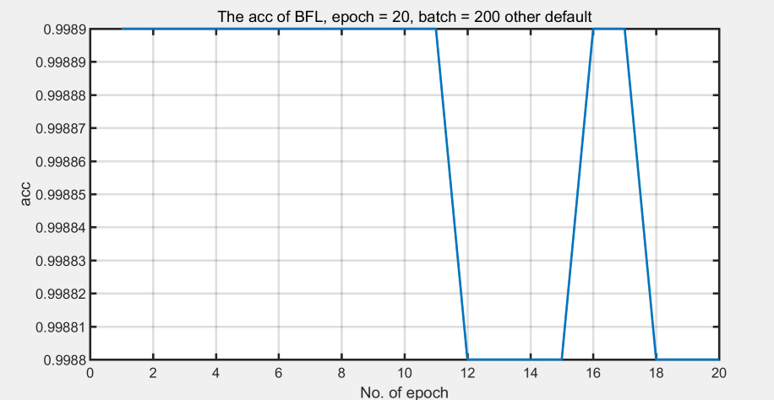 The acc of BFL, epoch = 20, batch = 200 other default
0.9989
0.99889
0.99888
0.99887
0.99886
0.99885
0.99884
0.99883
0.99882
0.99881
0.9988
acc
0 2 4 6 8 10 12 14 16 18 20
No. of epoch